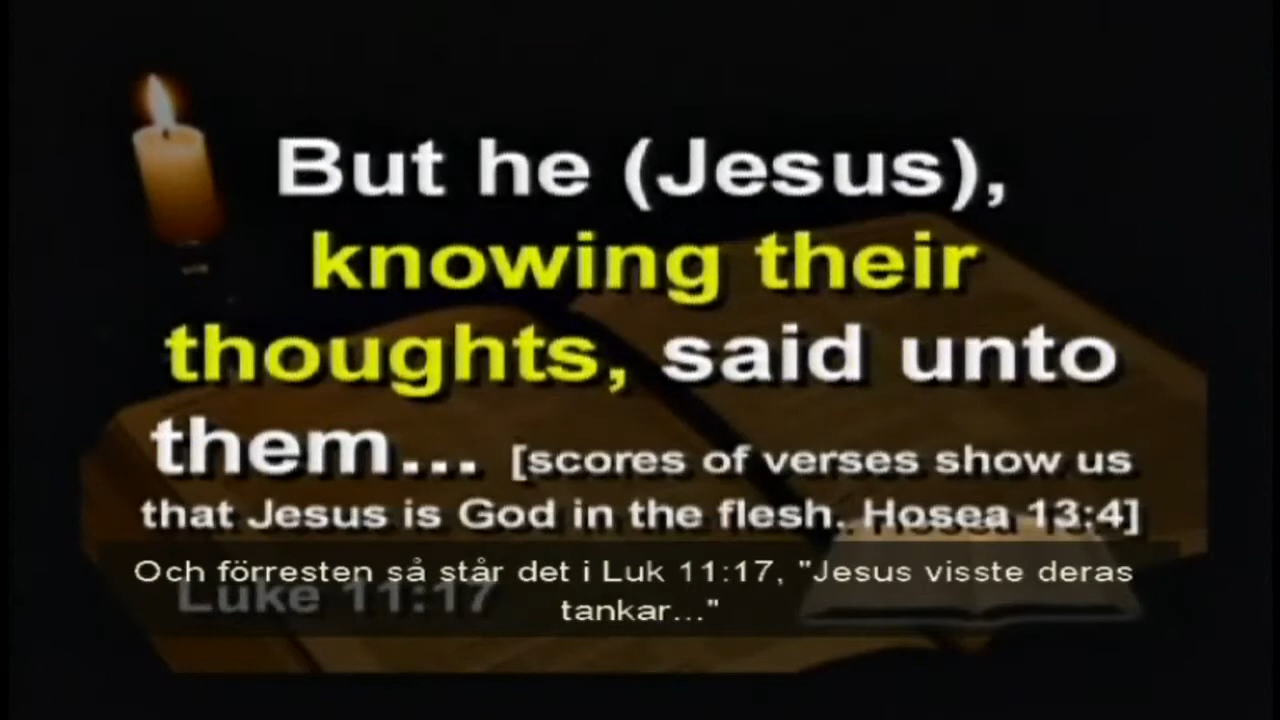 But he (Jesus),
knowing their
thoughts, said unto
them... [scores of verses show us
that Jesus is God in the flesh. Hosea 13:4]
Och förresten så står det i Luk 11:17, "Jesus visste deras
tankar..."
Luke 11:17